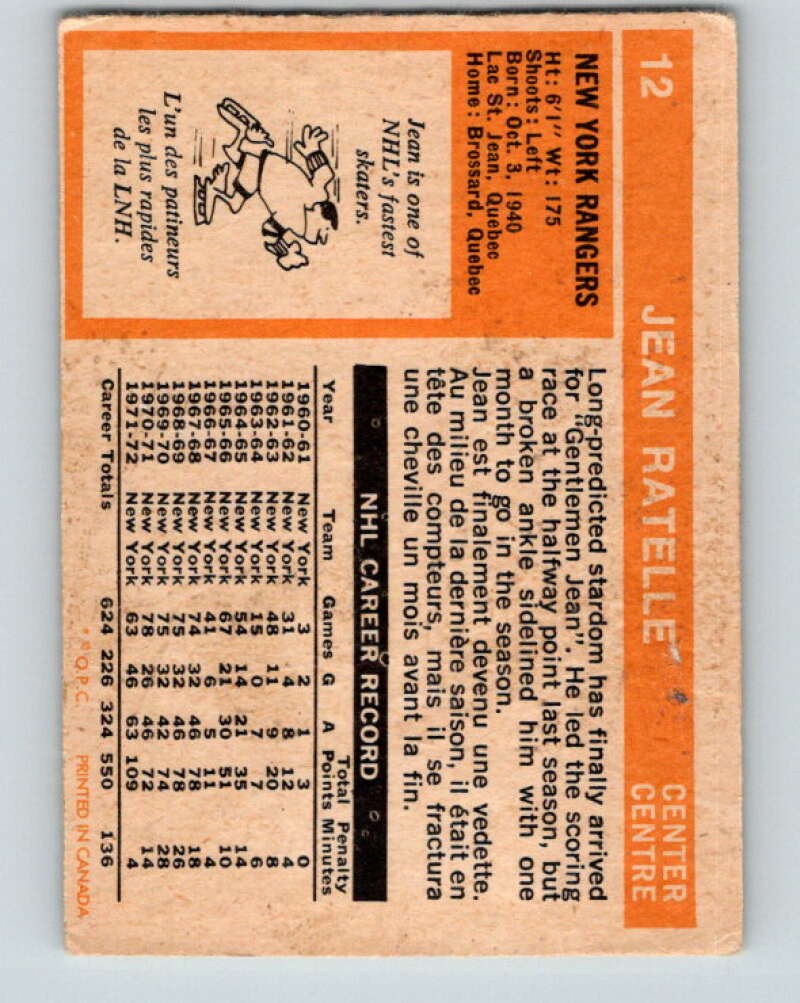 12 JEAN RATELLE CENTER
CENTRE
NEW YORK RANGERS
Ht: 6'1" Wt: 175
Shoots: Left
Born: Oct. 3, 1940
Lac St. Jean, Quebec
Home: Brossard, Quebec
Jean is one of
NHL's fastest
skaters.
L'un des patineurs
les plus rapides
de la LNH.
Long-predicted stardom has finally arrived
for "Gentlemen Jean". He led the scoring
race at the halfway point last season, but
a broken ankle sidelined him with one
month to go in the season.
Jean est finalement devenu une vedette.
Au milieu de la dernière saison, il était en
tête des compteurs, mais il se fractura
une cheville un mois avant la fin.
NHL CAREER RECORD
Total Penalty
Year Team Games G A Points Minutes
1960-61 New York 3 2 1 3 0
1961-62 New York 31 4 8 12 4
1962-63 New York 48 11 9 20 8
1963-64 New York 15 0 7 7 6
1964-65 New York 54 14 21 35 14
1965-66 New York 67 21 30 51 10
1966-67 New York 41 6 5 11 4
1967-68 New York 74 32 46 78 18
1968-69 New York 75 32 46 78 26
1969-70 New York 75 32 42 74 28
1970-71 New York 78 26 46 72 14
1971-72 New York 63 46 63 109 4
Career Totals 624 226 324 550 136
* © O.P.C. PRINTED IN CANADA